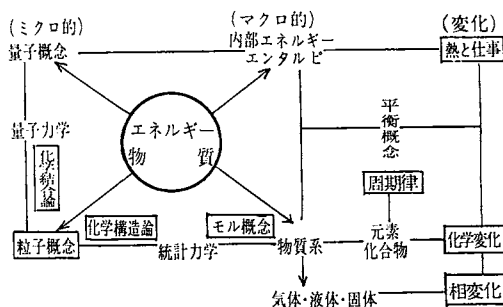 (ミクロ的)
(マクロ的)
(変化)
量子概念
内部エネルギー
エンタルピ
熱と仕事
量子力学
エネルギー
物 質
平衡概念
化学結合論
周期律
粒子概念
化学構造論
統計力学
モル概念
物質系
元素
化合物
化学変化
気体・液体・固体
相変化